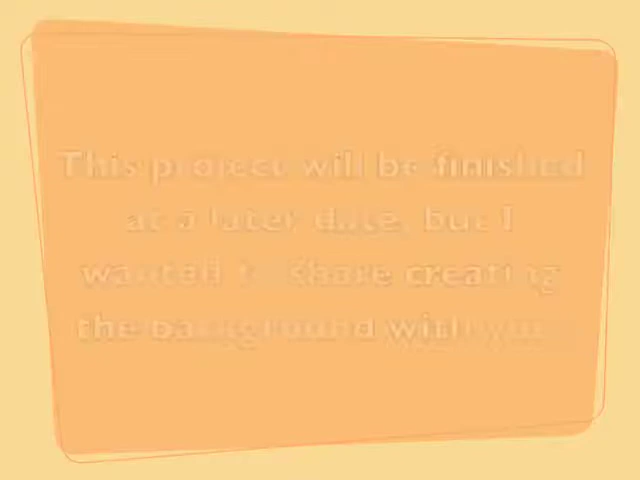 This project will be finished
at a later date, but I
wanted to share creating
the background with you.